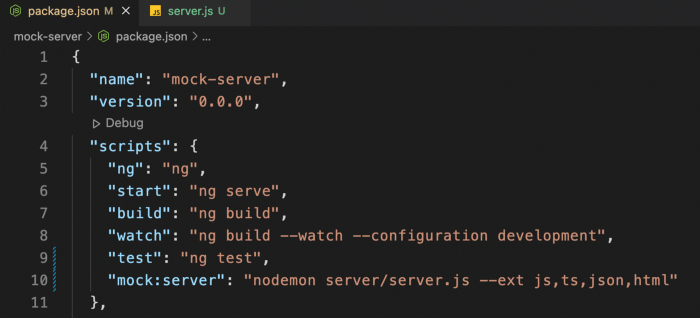 package.json M × JS server.js U
mock-server > package.json > ...
1 {
2 "name": "mock-server",
3 "version": "0.0.0",
Debug
4 "scripts": {
5 "ng": "ng",
6 "start": "ng serve",
7 "build": "ng build",
8 "watch": "ng build --watch --configuration development",
9 "test": "ng test",
10 "mock:server": "nodemon server/server.js --ext js,ts,json,html"
11 },